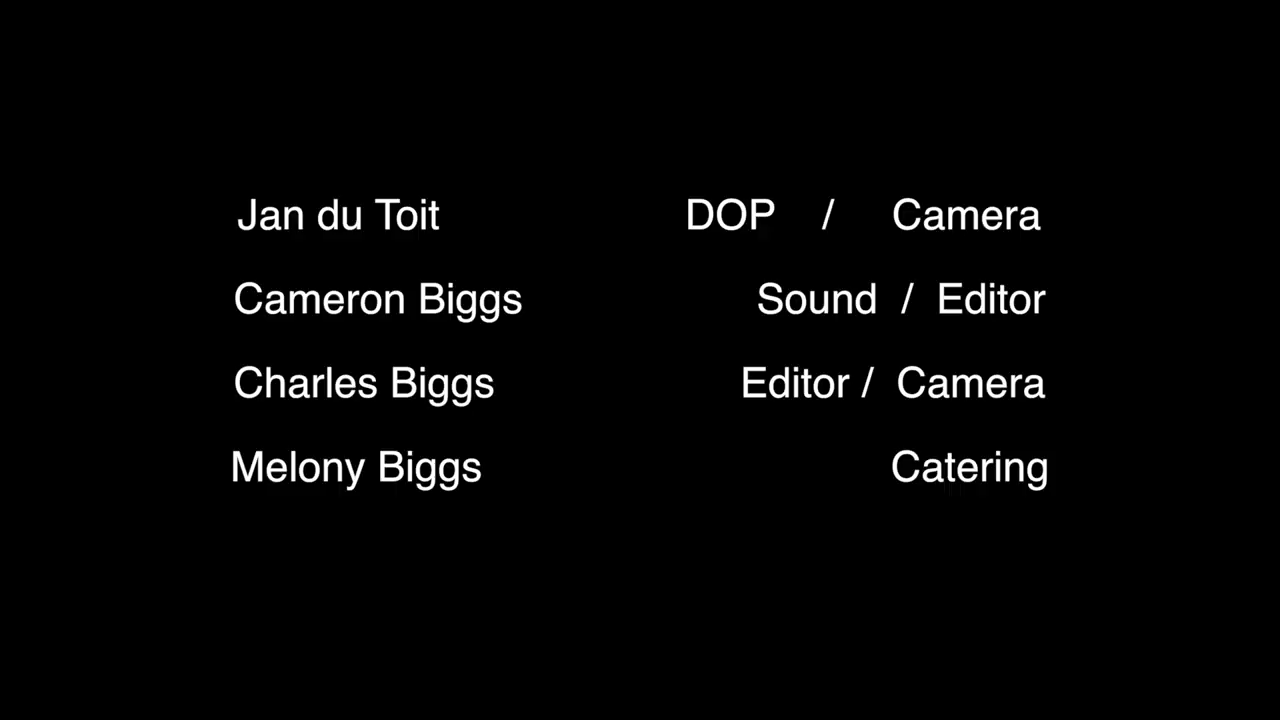 Jan du Toit DOP / Camera
Cameron Biggs Sound / Editor
Charles Biggs Editor / Camera
Melony Biggs Catering